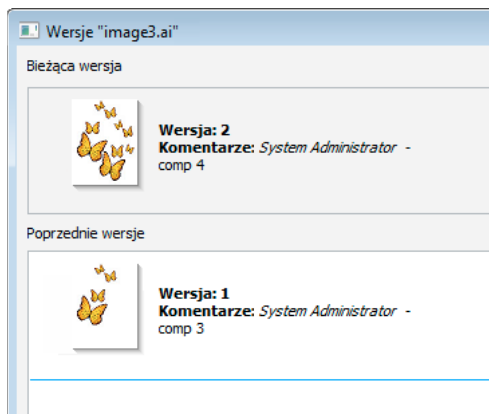 Wersje "image3.ai"
Bieżąca wersja
Wersja: 2
Komentarze: System Administrator -
comp 4
Poprzednie wersje
Wersja: 1
Komentarze: System Administrator -
comp 3